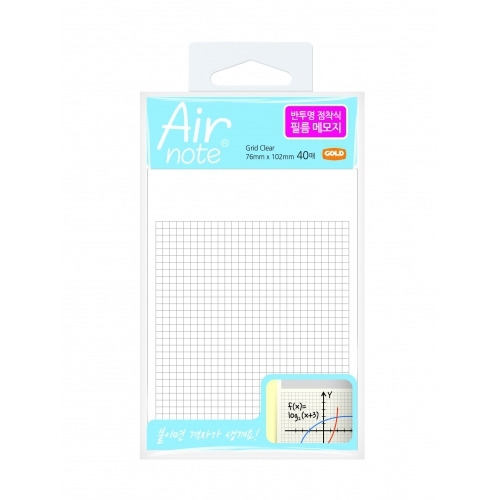 Air
note®
반투명 점착식
필름 메모지
Grid Clear
76mm x 102mm 40매
GOLD
Y
f(x)=
log₂(x+3)
붙이면 격자가 생겨요!